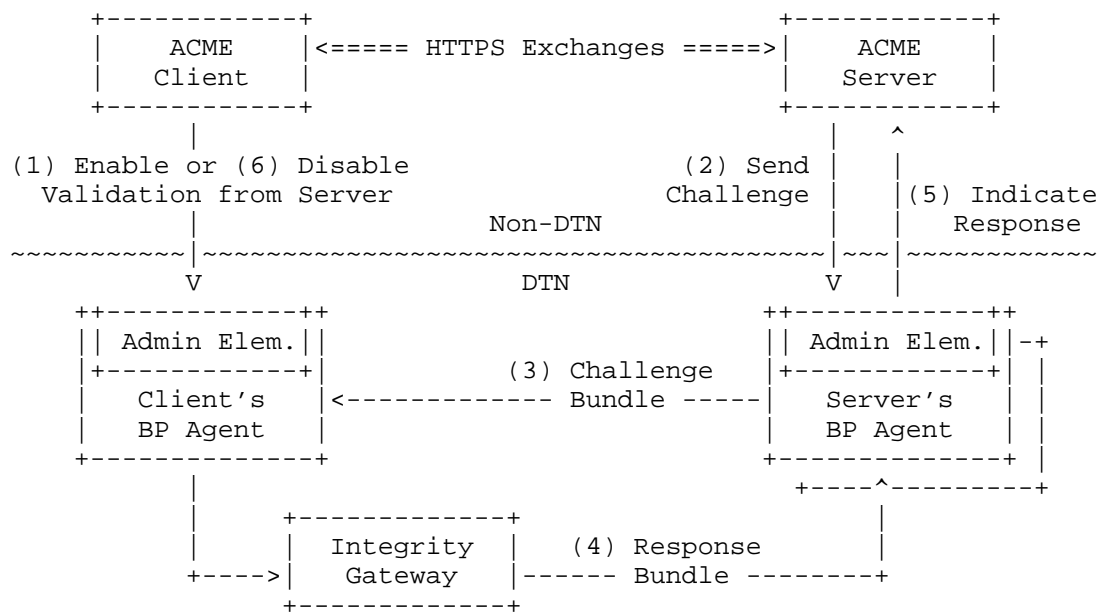 ACME <===== HTTPS Exchanges =====> ACME
Client Server
(1) Enable or (6) Disable (2) Send
Validation from Server Challenge (5) Indicate
Non-DTN Response
DTN
Admin Elem. Admin Elem.
(3) Challenge
Client's <------------- Bundle ----- Server's
BP Agent BP Agent
Integrity (4) Response
Gateway ------ Bundle --------+